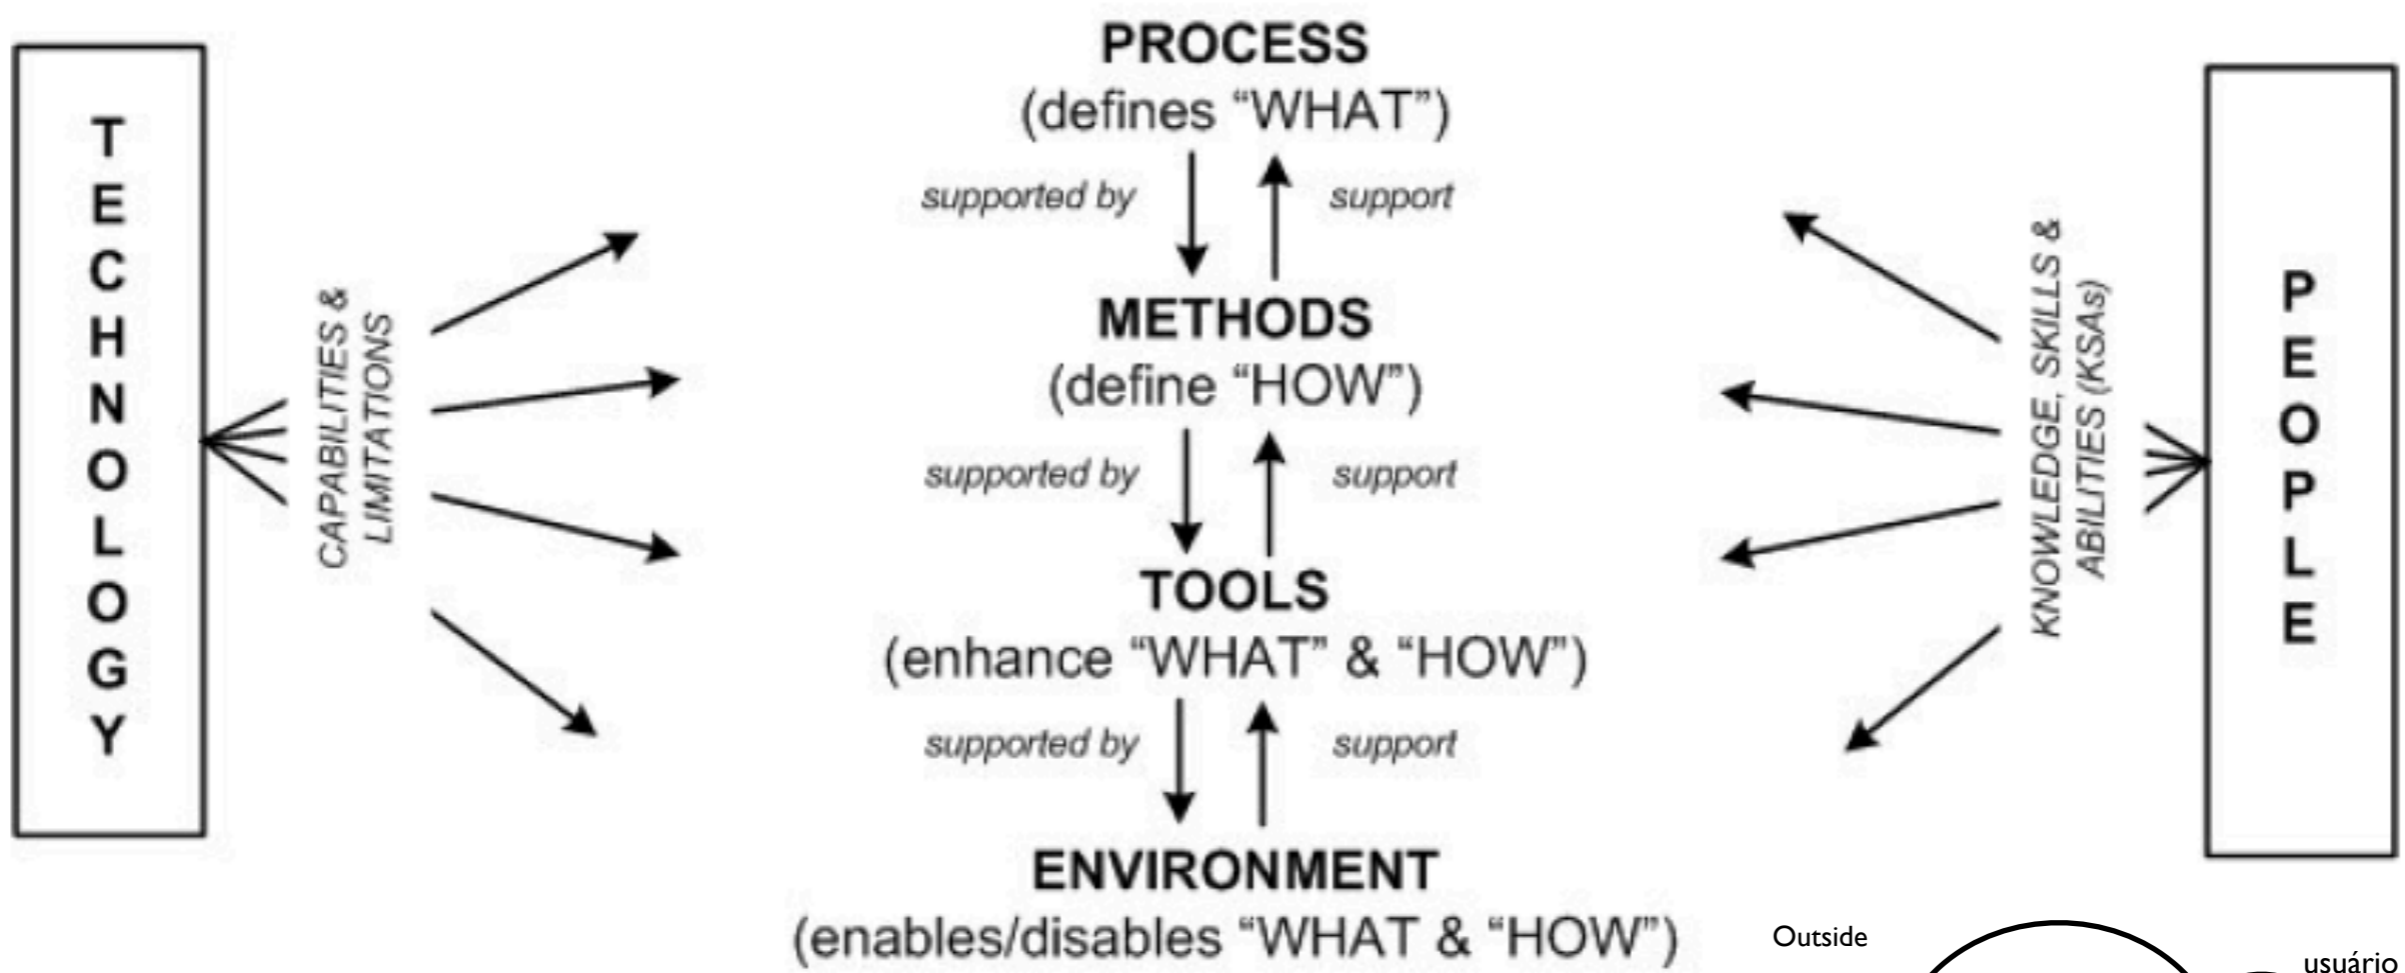 TECHNOLOGY
CAPABILITIES &
LIMITATIONS
PROCESS
(defines “WHAT”)
supported by
support
METHODS
(define “HOW”)
supported by
support
TOOLS
(enhance “WHAT” & “HOW”)
supported by
support
ENVIRONMENT
(enables/disables “WHAT & “HOW”)
KNOWLEDGE, SKILLS &
ABILITIES (KSAs)
PEOPLE
Outside
usuário